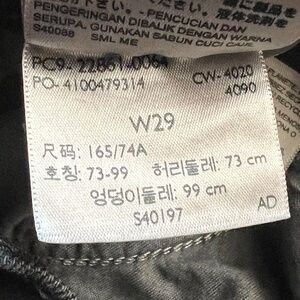 PENGERINGAN DIBALIK, PENCUCIAN DAN
SERUPA. GUNAKAN SABUN CUCI CAIR.
S40088 SML ME
PC9: 2286140064
PO- 4100479314
CW-4020
4090
W29
尺码: 165/74A
호칭: 73-99 허리둘레: 73 cm
엉덩이둘레: 99 cm
S40197 AD